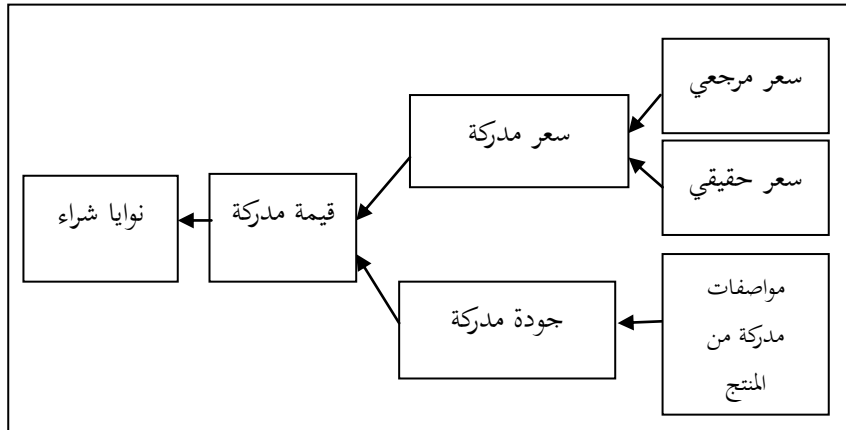 سعر مرجعي
سعر مدركة
سعر حقيقي
قيمة مدركة
نوايا شراء
مواصفات
مدركة من
المنتج
جودة مدركة